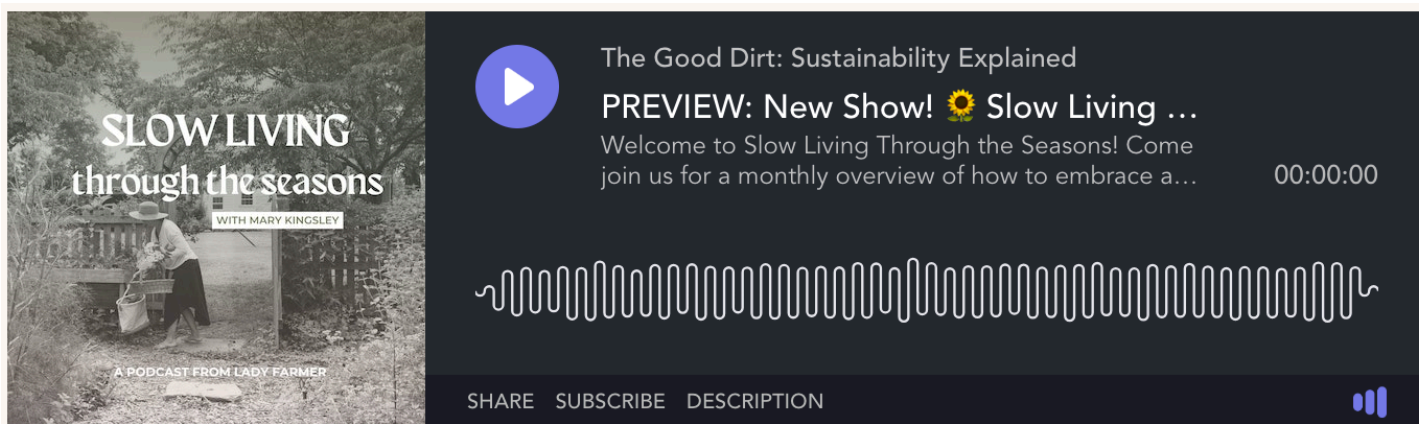 SLOW LIVING
through the seasons
WITH MARY KINGSLEY
A PODCAST FROM LADY FARMER
The Good Dirt: Sustainability Explained
PREVIEW: New Show! 🌻 Slow Living ...
Welcome to Slow Living Through the Seasons! Come
join us for a monthly overview of how to embrace a...
00:00:00
SHARE SUBSCRIBE DESCRIPTION